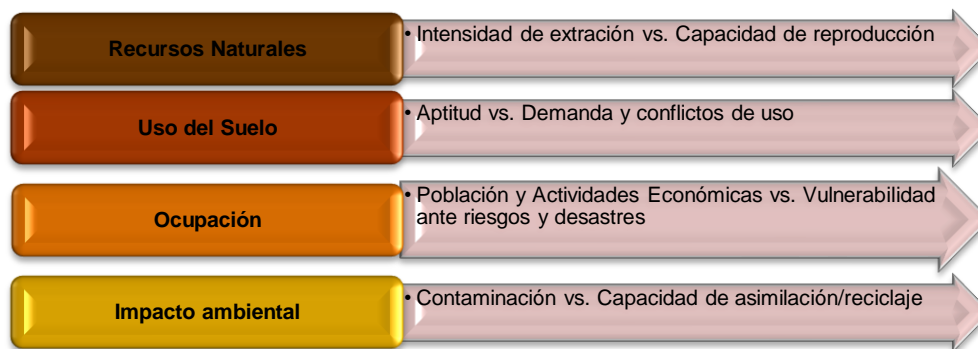 Recursos Naturales
• Intensidad de extración vs. Capacidad de reproducción
Uso del Suelo
• Aptitud vs. Demanda y conflictos de uso
Ocupación
• Población y Actividades Económicas vs. Vulnerabilidad
ante riesgos y desastres
Impacto ambiental
• Contaminación vs. Capacidad de asimilación/reciclaje